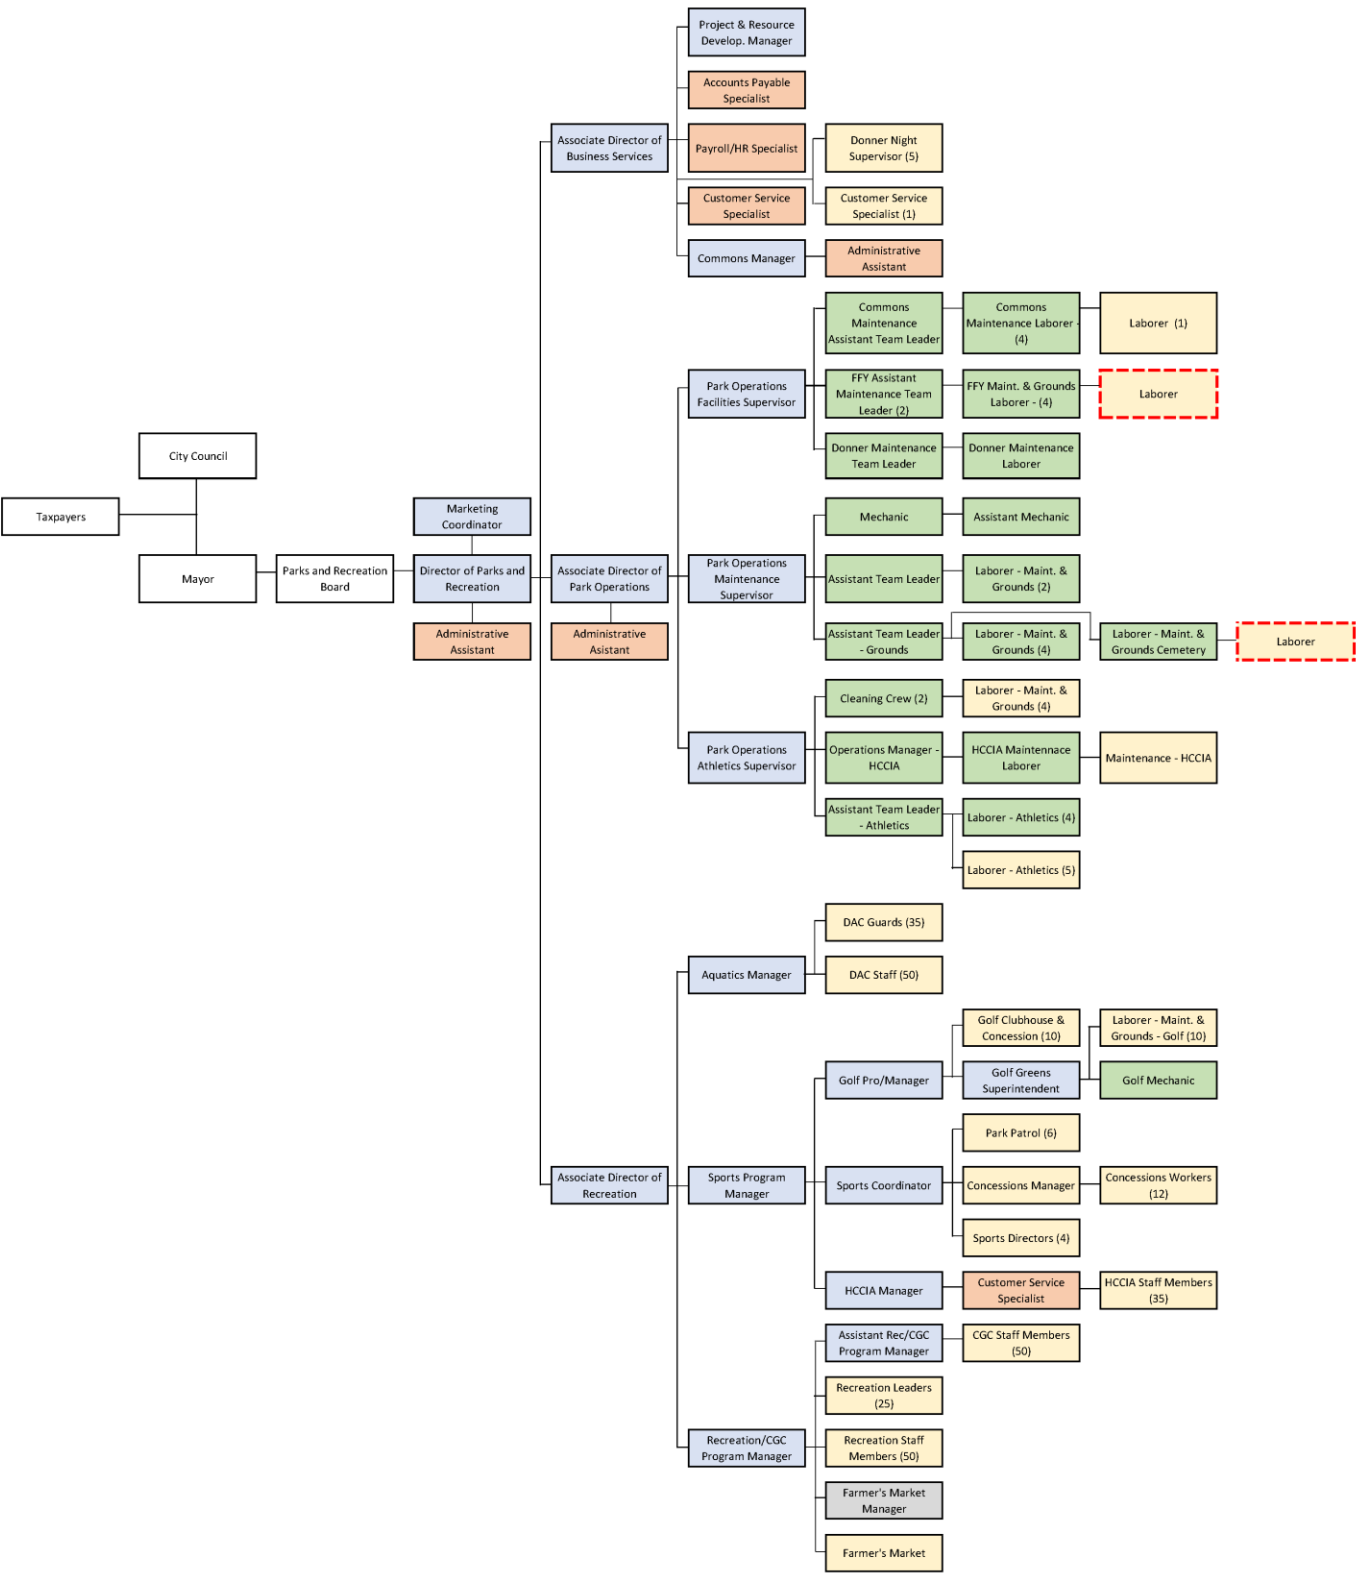 Project & Resource
Develop. Manager
Accounts Payable
Specialist
Associate Director of
Business Services
Payroll/HR Specialist
Donner Night
Supervisor (5)
Customer Service
Specialist
Customer Service
Specialist (1)
Commons Manager
Administrative
Assistant
Commons
Maintenance
Assistant Team Leader
Commons
Maintenance Laborer -
(4)
Laborer (1)
Park Operations
Facilities Supervisor
FFY Assistant
Maintenance Team
Leader (2)
FFY Maint. & Grounds
Laborer - (4)
Laborer
Donner Maintenance
Team Leader
Donner Maintenance
Laborer
City Council
Taxpayers
Mayor
Parks and Recreation
Board
Marketing
Coordinator
Director of Parks and
Recreation
Administrative
Assistant
Associate Director of
Park Operations
Administrative
Asistant
Park Operations
Maintenance
Supervisor
Mechanic
Assistant Mechanic
Assistant Team Leader
Laborer - Maint. &
Grounds (2)
Assistant Team Leader
- Grounds
Laborer - Maint. &
Grounds (4)
Laborer - Maint. &
Grounds Cemetery
Laborer
Cleaning Crew (2)
Laborer - Maint. &
Grounds (4)
Park Operations
Athletics Supervisor
Operations Manager -
HCCIA
HCCIA Maintennace
Laborer
Maintenance - HCCIA
Assistant Team Leader
- Athletics
Laborer - Athletics (4)
Laborer - Athletics (5)
DAC Guards (35)
Aquatics Manager
DAC Staff (50)
Golf Clubhouse &
Concession (10)
Laborer - Maint. &
Grounds - Golf (10)
Golf Pro/Manager
Golf Greens
Superintendent
Golf Mechanic
Park Patrol (6)
Associate Director of
Recreation
Sports Program
Manager
Sports Coordinator
Concessions Manager
Concessions Workers
(12)
Sports Directors (4)
HCCIA Manager
Customer Service
Specialist
HCCIA Staff Members
(35)
Assistant Rec/CGC
Program Manager
CGC Staff Members
(50)
Recreation Leaders
(25)
Recreation/CGC
Program Manager
Recreation Staff
Members (50)
Farmer's Market
Manager
Farmer's Market